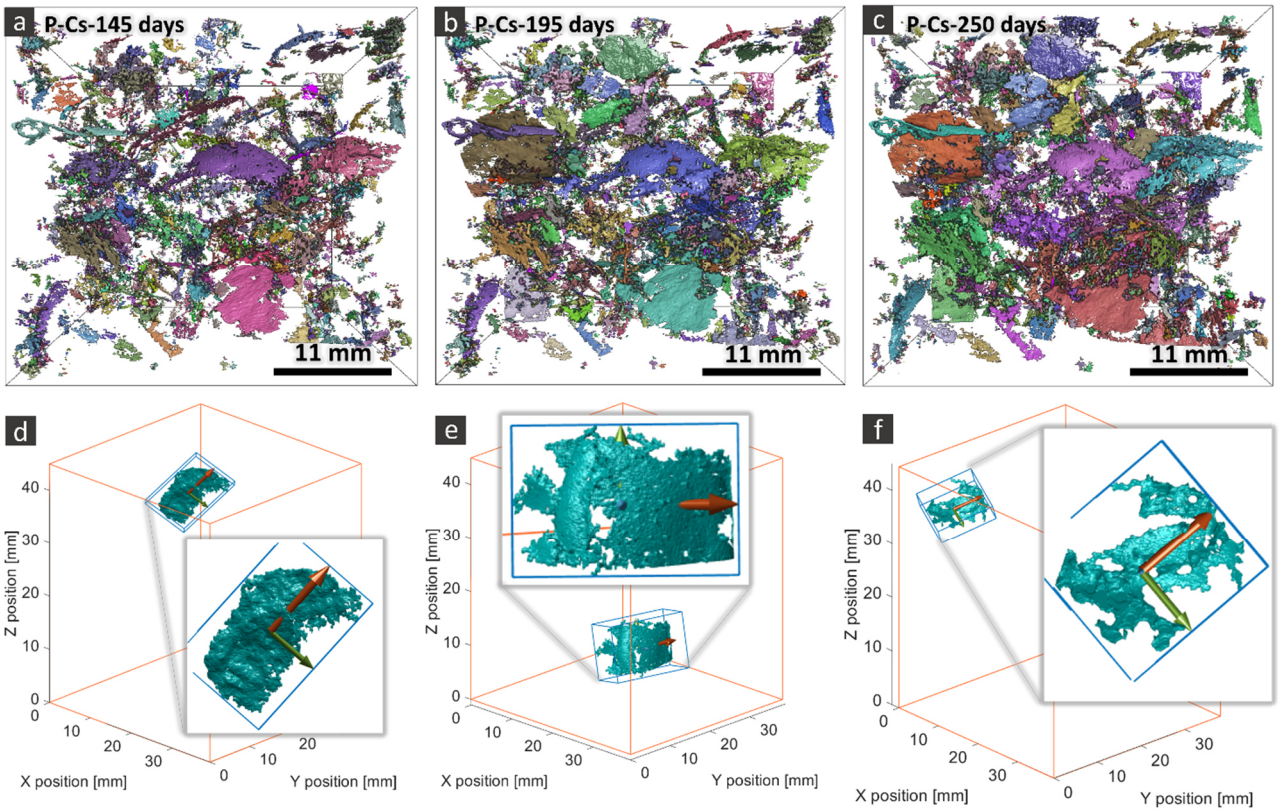 a P-Cs-145 days
11 mm
b P-Cs-195 days
11 mm
c P-Cs-250 days
11 mm
d
Z position [mm]
40
30
20
10
0
0
10
20
30
X position [mm]
0
20
Y position [mm]
e
Z position [mm]
40
30
20
10
0
0
10
20
30
X position [mm]
0
10
20
30
Y position [mm]
f
Z position [mm]
40
30
20
10
0
0
10
20
30
X position [mm]
0
10
20
30
Y position [mm]